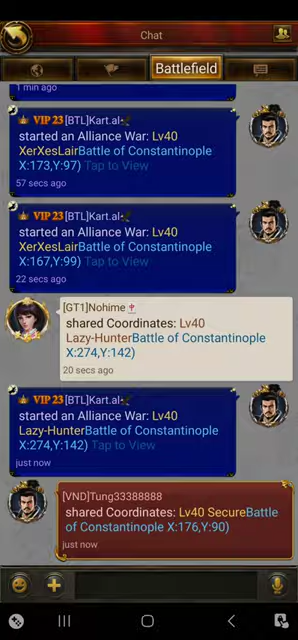 Chat
Battlefield
1 min ago
VIP 23 [BTL]Kart.al
started an Alliance War: Lv40
XerXesLairBattle of Constantinople
X:173,Y:97) Tap to View
57 secs ago
VIP 23 [BTL]Kart.al
started an Alliance War: Lv40
XerXesLairBattle of Constantinople
X:167,Y:99) Tap to View
22 secs ago
[GT1]Nohime
shared Coordinates: Lv40
Lazy-HunterBattle of Constantinople
X:274,Y:142)
20 secs ago
VIP 23 [BTL]Kart.al
started an Alliance War: Lv40
Lazy-HunterBattle of Constantinople
X:274,Y:142) Tap to View
just now
[VND]Tung33388888
shared Coordinates: Lv40 SecureBattle
of Constantinople X:176,Y:90)
just now